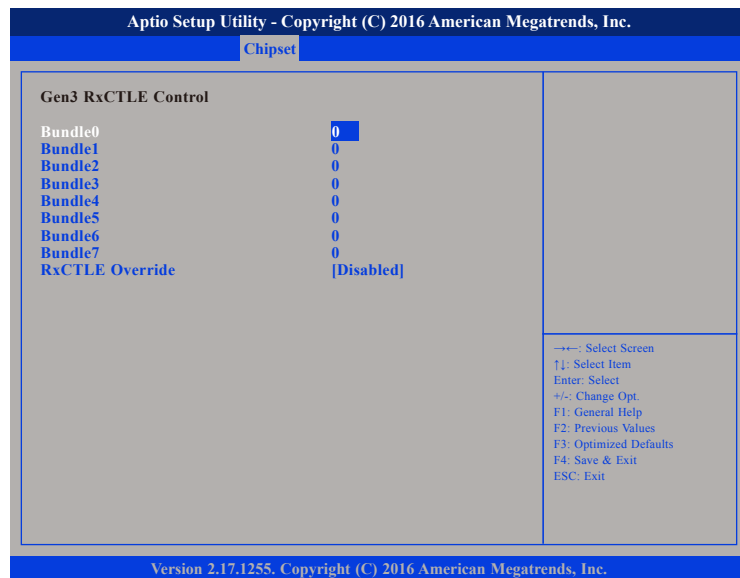 Aptio Setup Utility - Copyright (C) 2016 American Megatrends, Inc.
Chipset
Gen3 RxCTLE Control
Bundle0 0
Bundle1 0
Bundle2 0
Bundle3 0
Bundle4 0
Bundle5 0
Bundle6 0
Bundle7 0
RxCTLE Override [Disabled]
→←: Select Screen
↑↓: Select Item
Enter: Select
+/-: Change Opt.
F1: General Help
F2: Previous Values
F3: Optimized Defaults
F4: Save & Exit
ESC: Exit
Version 2.17.1255. Copyright (C) 2016 American Megatrends, Inc.